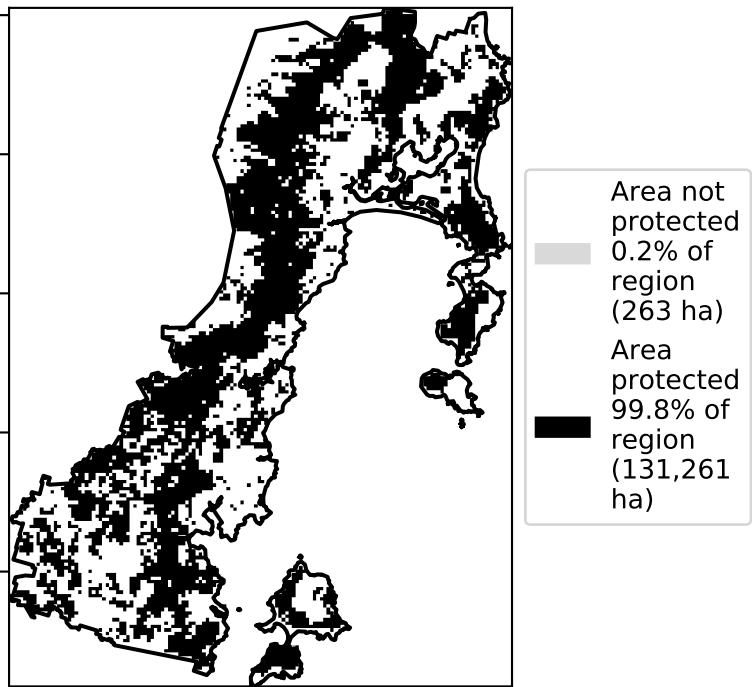 Area not
protected
0.2% of
region
(263 ha)
Area
protected
99.8% of
region
(131,261
ha)